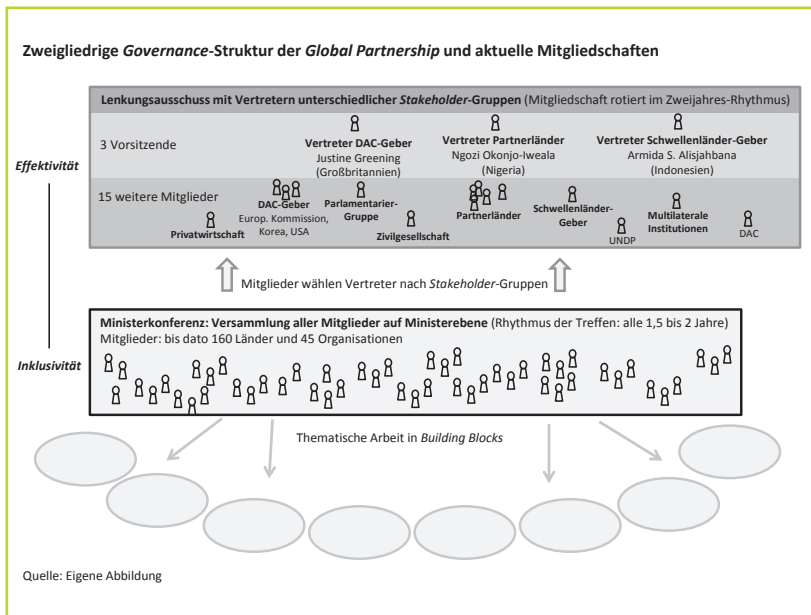 Zweigliedrige Governance-Struktur der Global Partnership und aktuelle Mitgliedschaften
Lenkungsausschuss mit Vertretern unterschiedlicher Stakeholder-Gruppen (Mitgliedschaft rotiert im Zweijahres-Rhythmus)
Effektivität
3 Vorsitzende
Vertreter DAC-Geber
Justine Greening
(Großbritannien)
Vertreter Partnerländer
Ngozi Okonjo-Iweala
(Nigeria)
Vertreter Schwellenländer-Geber
Armida S. Alisjahbana
(Indonesien)
15 weitere Mitglieder
Privatwirtschaft
DAC-Geber
Europ. Kommission,
Korea, USA
Parlamentarier-
Gruppe
Zivilgesellschaft
Partnerländer
Schwellenländer-
Geber
UNDP
Multilaterale
Institutionen
DAC
Mitglieder wählen Vertreter nach Stakeholder-Gruppen
Inklusivität
Ministerkonferenz: Versammlung aller Mitglieder auf Ministerebene (Rhythmus der Treffen: alle 1,5 bis 2 Jahre)
Mitglieder: bis dato 160 Länder und 45 Organisationen
Thematische Arbeit in Building Blocks
Quelle: Eigene Abbildung